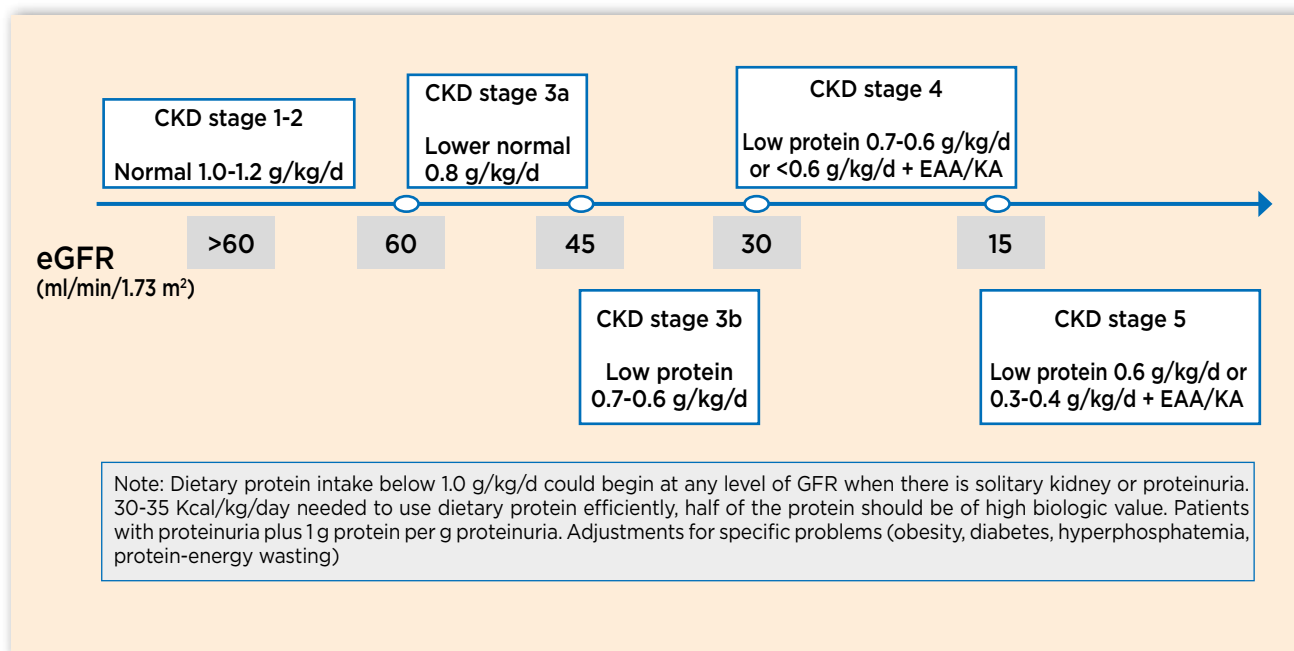 CKD stage 1-2
Normal 1.0-1.2 g/kg/d
CKD stage 3a
Lower normal
0.8 g/kg/d
CKD stage 4
Low protein 0.7-0.6 g/kg/d
or <0.6 g/kg/d + EAA/KA
eGFR
(ml/min/1.73 m²)
>60
60
45
30
15
CKD stage 3b
Low protein
0.7-0.6 g/kg/d
CKD stage 5
Low protein 0.6 g/kg/d or
0.3-0.4 g/kg/d + EAA/KA
Note: Dietary protein intake below 1.0 g/kg/d could begin at any level of GFR when there is solitary kidney or proteinuria.
30-35 Kcal/kg/day needed to use dietary protein efficiently, half of the protein should be of high biologic value. Patients
with proteinuria plus 1 g protein per g proteinuria. Adjustments for specific problems (obesity, diabetes, hyperphosphatemia,
protein-energy wasting)